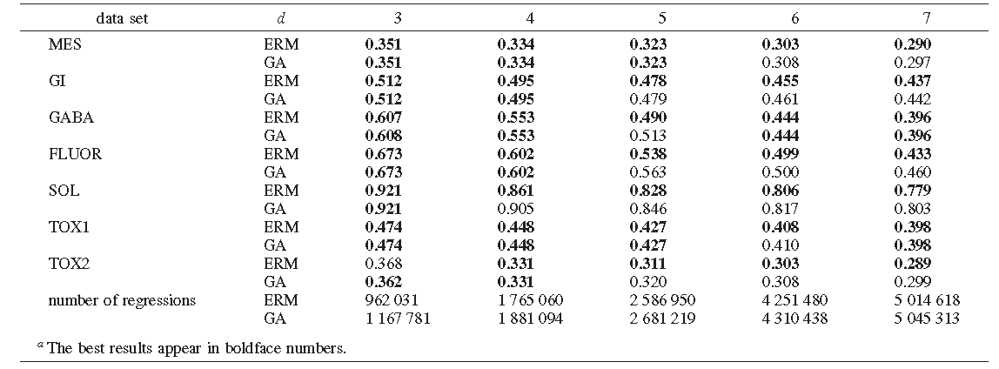 data set d 3 4 5 6 7
MES ERM 0.351 0.334 0.323 0.303 0.290
GA 0.351 0.334 0.323 0.308 0.297
GI ERM 0.512 0.495 0.478 0.455 0.437
GA 0.512 0.495 0.479 0.461 0.442
GABA ERM 0.607 0.553 0.490 0.444 0.396
GA 0.608 0.553 0.513 0.444 0.396
FLUOR ERM 0.673 0.602 0.538 0.499 0.433
GA 0.673 0.602 0.563 0.500 0.460
SOL ERM 0.921 0.861 0.828 0.806 0.779
GA 0.921 0.905 0.846 0.817 0.803
TOX1 ERM 0.474 0.448 0.427 0.408 0.398
GA 0.474 0.448 0.427 0.410 0.398
TOX2 ERM 0.368 0.331 0.311 0.303 0.289
GA 0.362 0.331 0.320 0.308 0.299
number of regressions ERM 962 031 1 765 060 2 586 950 4 251 480 5 014 618
GA 1 167 781 1 881 094 2 681 219 4 310 438 5 045 313
a The best results appear in boldface numbers.